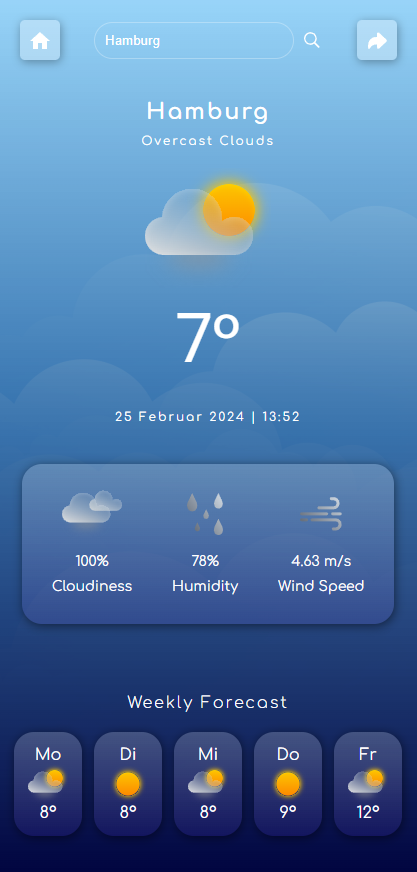 Hamburg
Hamburg
Overcast Clouds
7°
25 Februar 2024 | 13:52
100% 78% 4.63 m/s
Cloudiness Humidity Wind Speed
Weekly Forecast
Mo Di Mi Do Fr
8° 8° 8° 9° 12°